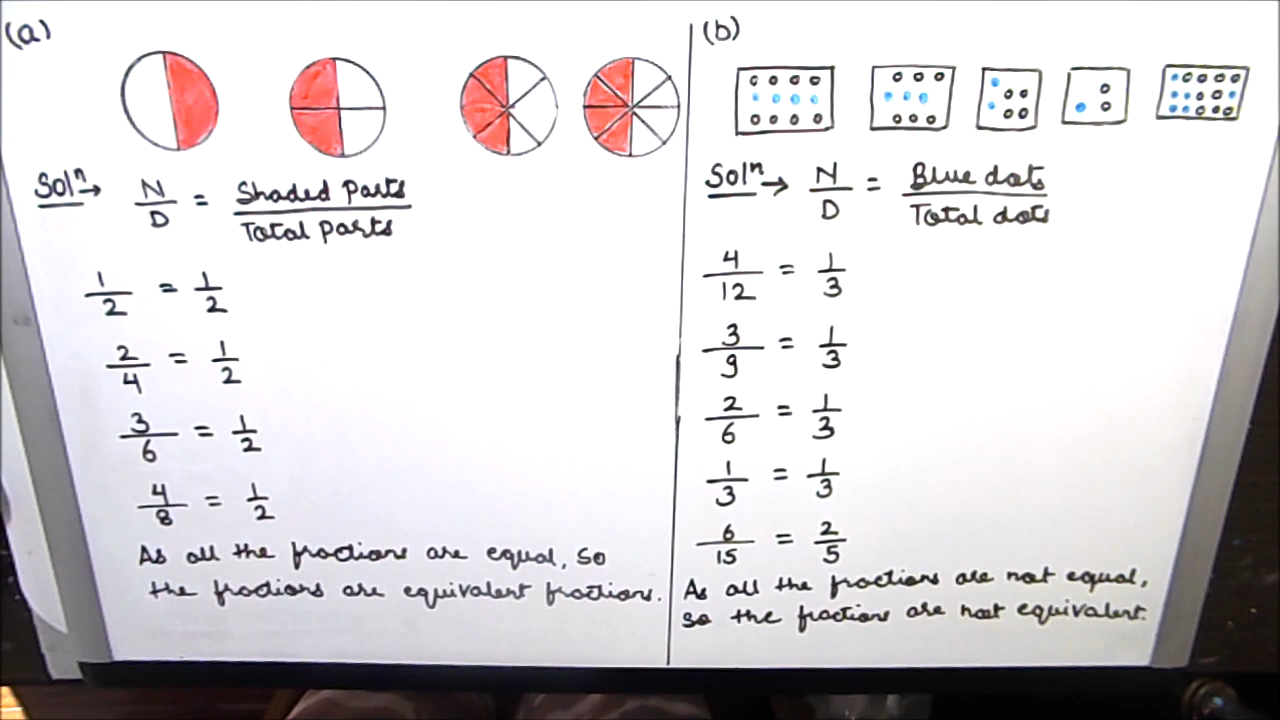 (a)
Solⁿ → N/D = Shaded Parts/Total parts
1/2 = 1/2
2/4 = 1/2
3/6 = 1/2
4/8 = 1/2
As all the fractions are equal, so
the fractions are equivalent fractions.
(b)
Solⁿ → N/D = Blue dots/Total dots
4/12 = 1/3
3/9 = 1/3
2/6 = 1/3
1/3 = 1/3
6/15 = 2/5
As all the fractions are not equal,
so the fractions are not equivalent.